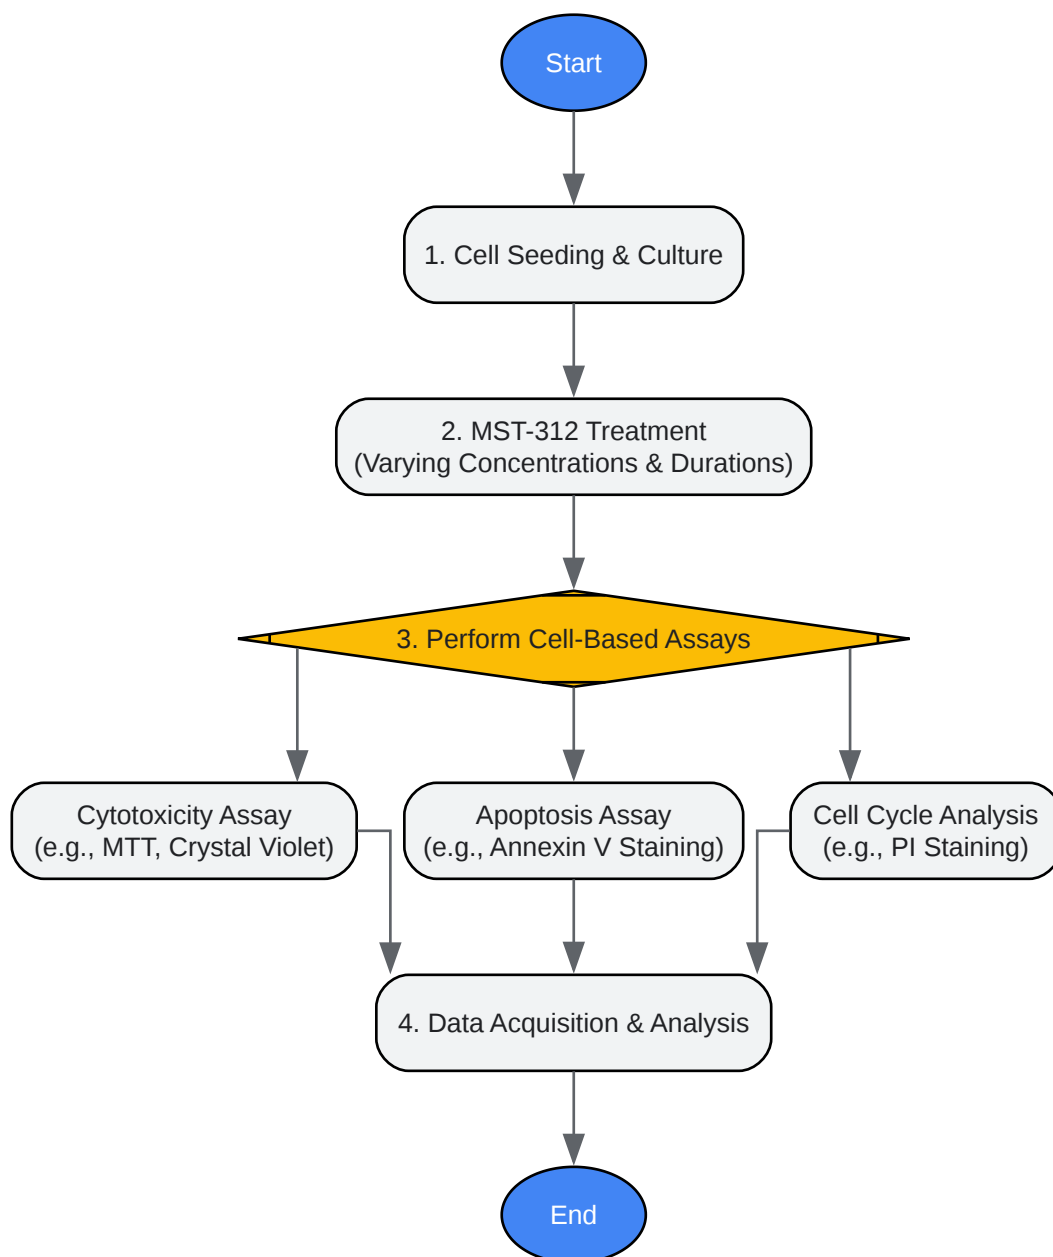 Start
1. Cell Seeding & Culture
2. MST-312 Treatment
(Varying Concentrations & Durations)
3. Perform Cell-Based Assays
Cytotoxicity Assay
(e.g., MTT, Crystal Violet)
Apoptosis Assay
(e.g., Annexin V Staining)
Cell Cycle Analysis
(e.g., PI Staining)
4. Data Acquisition & Analysis
End